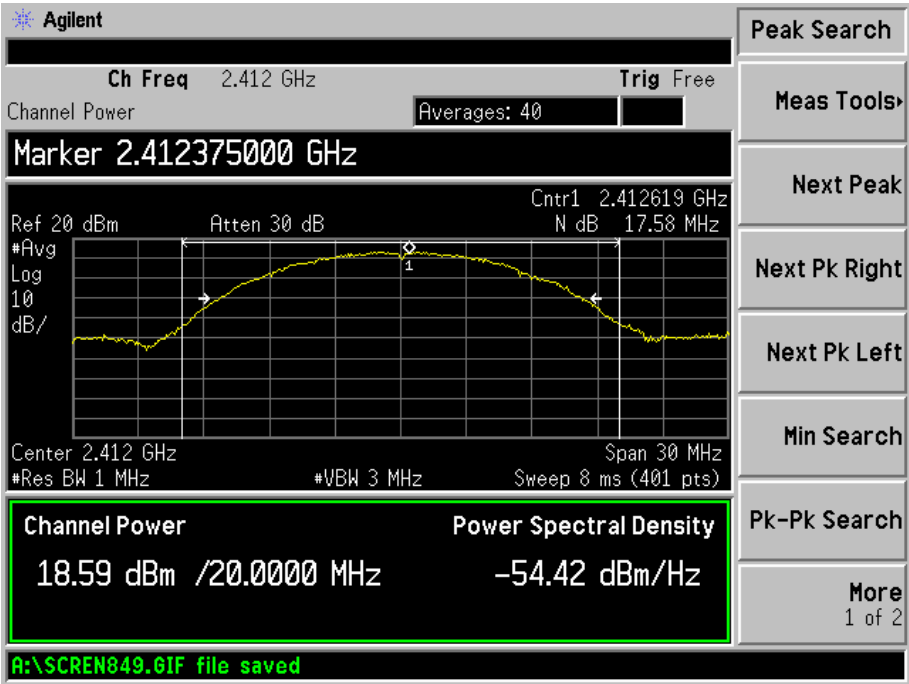 Agilent
Peak Search
Ch Freq 2.412 GHz Trig Free
Channel Power Averages: 40
Meas Tools
Marker 2.412375000 GHz
Next Peak
Cntr1 2.412619 GHz
Ref 20 dBm Atten 30 dB N dB 17.58 MHz
#Avg
Log
10
dB/
1
Next Pk Right
Next Pk Left
Min Search
Center 2.412 GHz Span 30 MHz
#Res BW 1 MHz #VBW 3 MHz Sweep 8 ms (401 pts)
Pk-Pk Search
Channel Power Power Spectral Density
18.59 dBm /20.0000 MHz -54.42 dBm/Hz
More
1 of 2
A:\SCREN849.GIF file saved